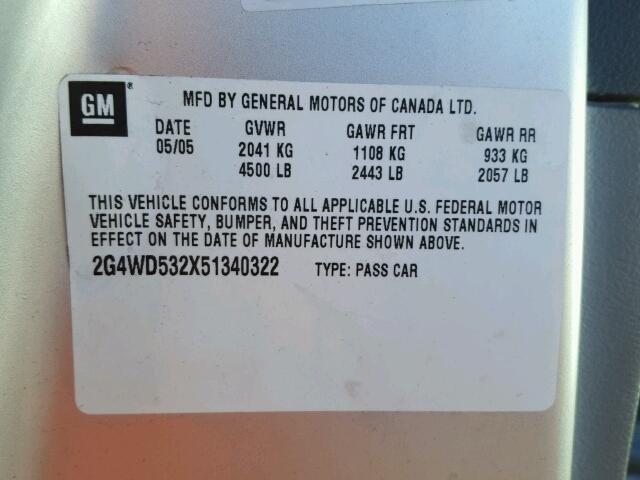 GM®
MFD BY GENERAL MOTORS OF CANADA LTD.
DATE GVWR GAWR FRT GAWR RR
05/05 2041 KG 1108 KG 933 KG
4500 LB 2443 LB 2057 LB
THIS VEHICLE CONFORMS TO ALL APPLICABLE U.S. FEDERAL MOTOR
VEHICLE SAFETY, BUMPER, AND THEFT PREVENTION STANDARDS IN
EFFECT ON THE DATE OF MANUFACTURE SHOWN ABOVE.
2G4WD532X51340322 TYPE: PASS CAR